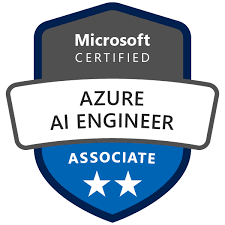 Microsoft
CERTIFIED
AZURE
AI ENGINEER
ASSOCIATE